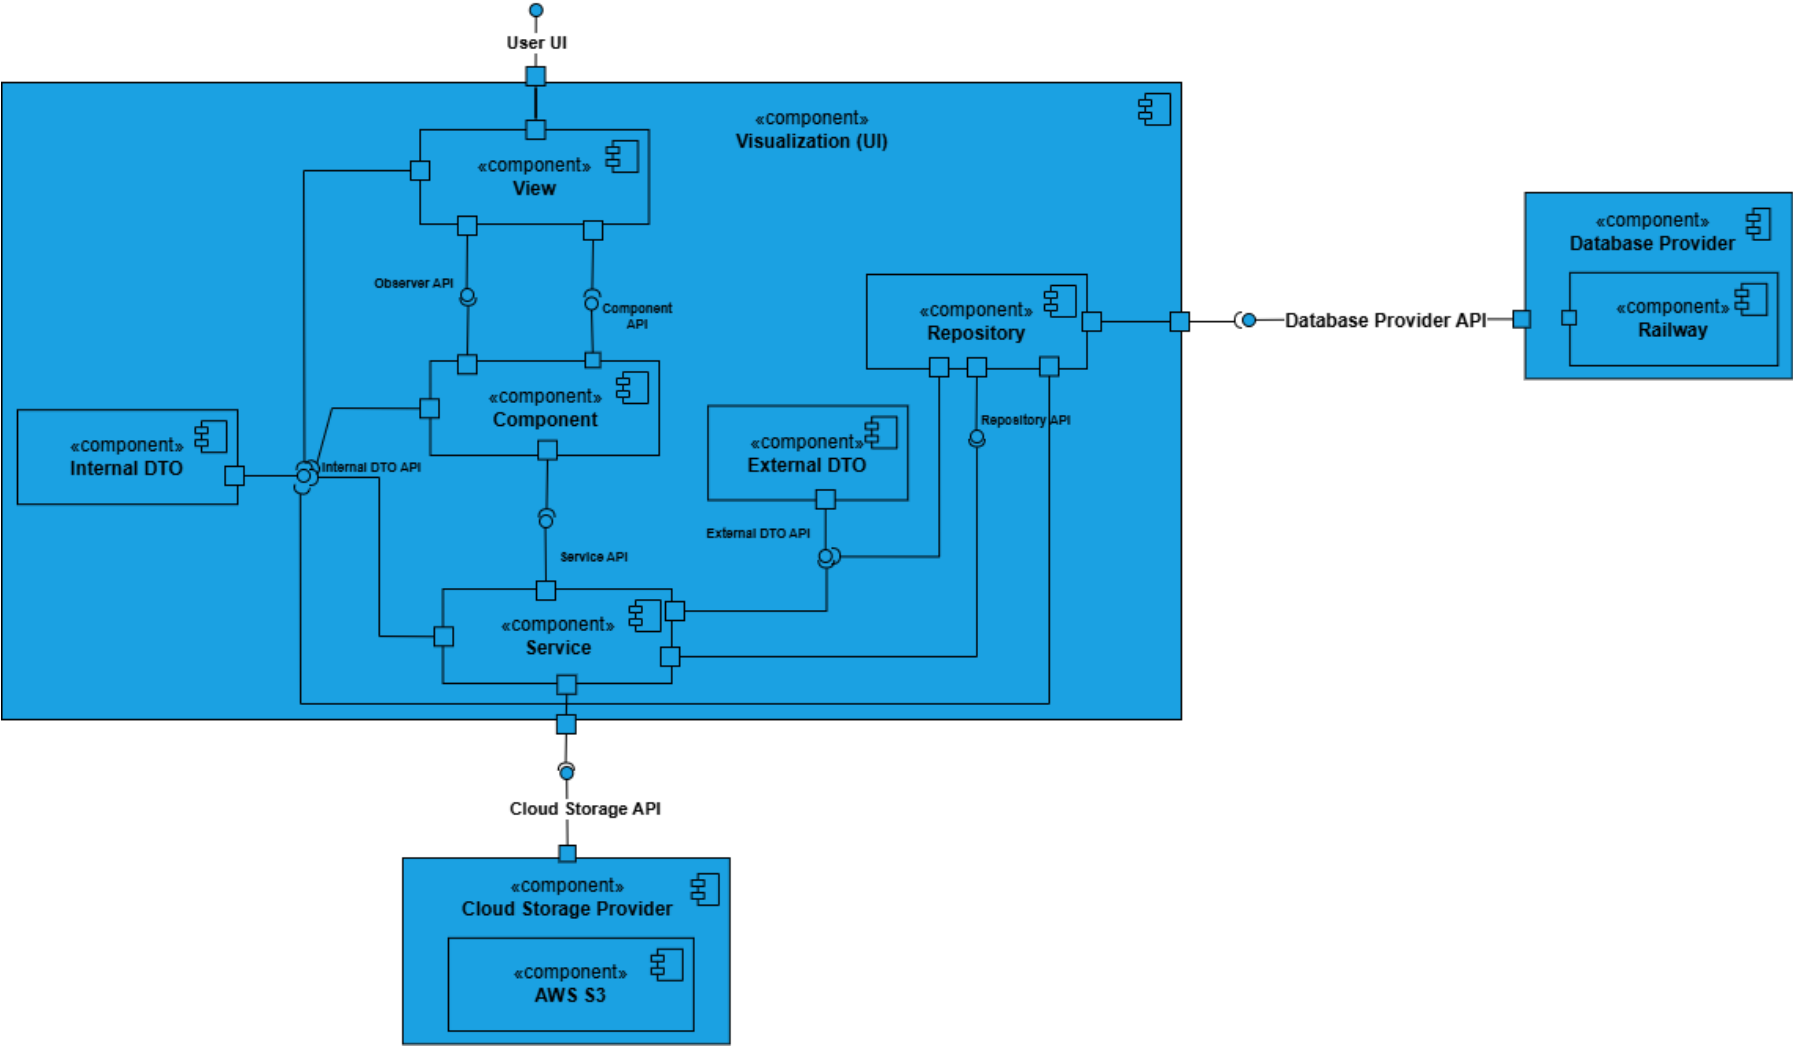 User UI
«component»
Visualization (UI)
«component»
View
Observer API
Component
API
«component»
Component
«component»
Internal DTO
Internal DTO API
Service API
«component»
Service
«component»
Repository
Repository API
«component»
External DTO
External DTO API
Database Provider API
«component»
Database Provider
«component»
Railway
Cloud Storage API
«component»
Cloud Storage Provider
«component»
AWS S3